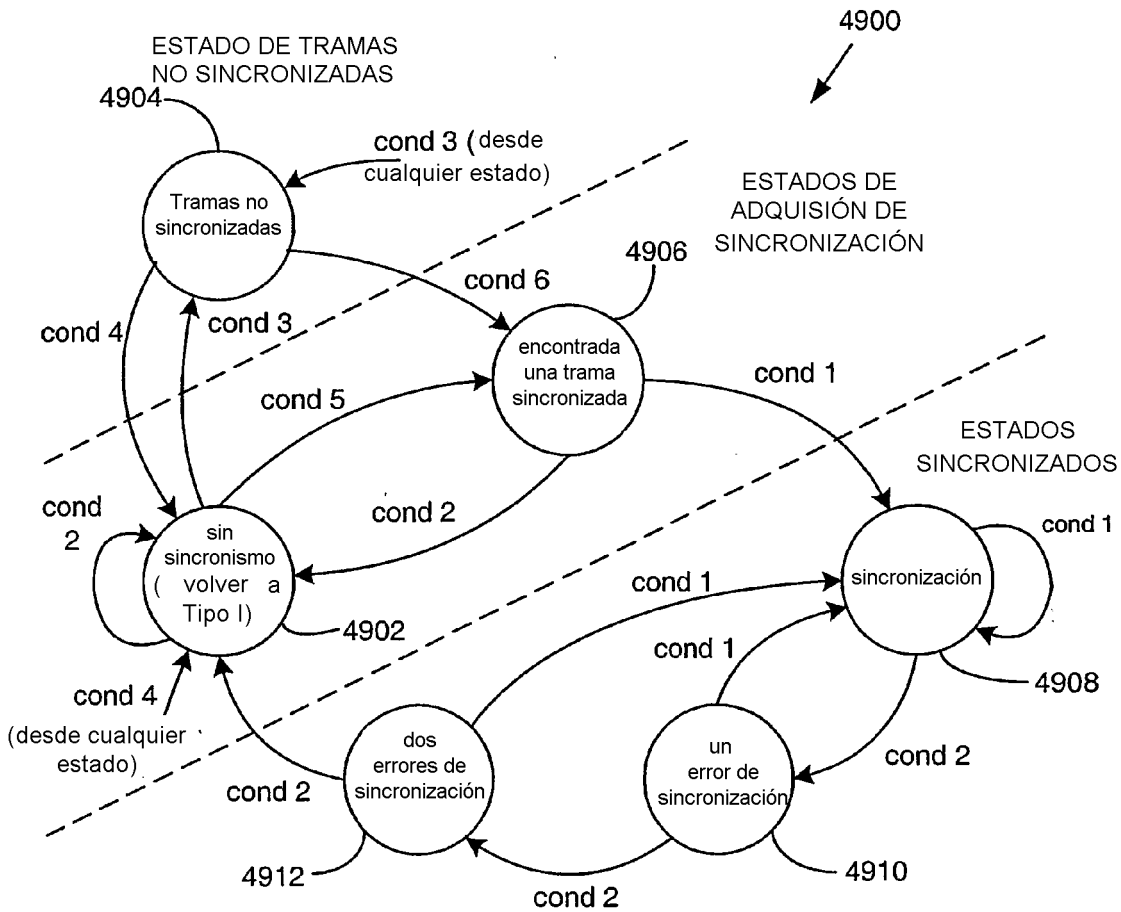 4900
ESTADO DE TRAMAS
NO SINCRONIZADAS
4904
cond 3 (desde
cualquier estado)
Tramas no
sincronizadas
ESTADOS DE
ADQUISIÓN DE
SINCRONIZACIÓN
4906
cond 6
cond 4
cond 3
encontrada
una trama
sincronizada
cond 1
cond 5
ESTADOS
SINCRONIZADOS
cond
2
cond 2
sin
sincronismo
( volver a
Tipo I)
cond 1
sincronización
cond 1
4902
cond 1
4908
cond 4
(desde cualquier
estado)
dos
errores de
sincronización
un
error de
sincronización
cond 2
cond 2
4912
4910
cond 2